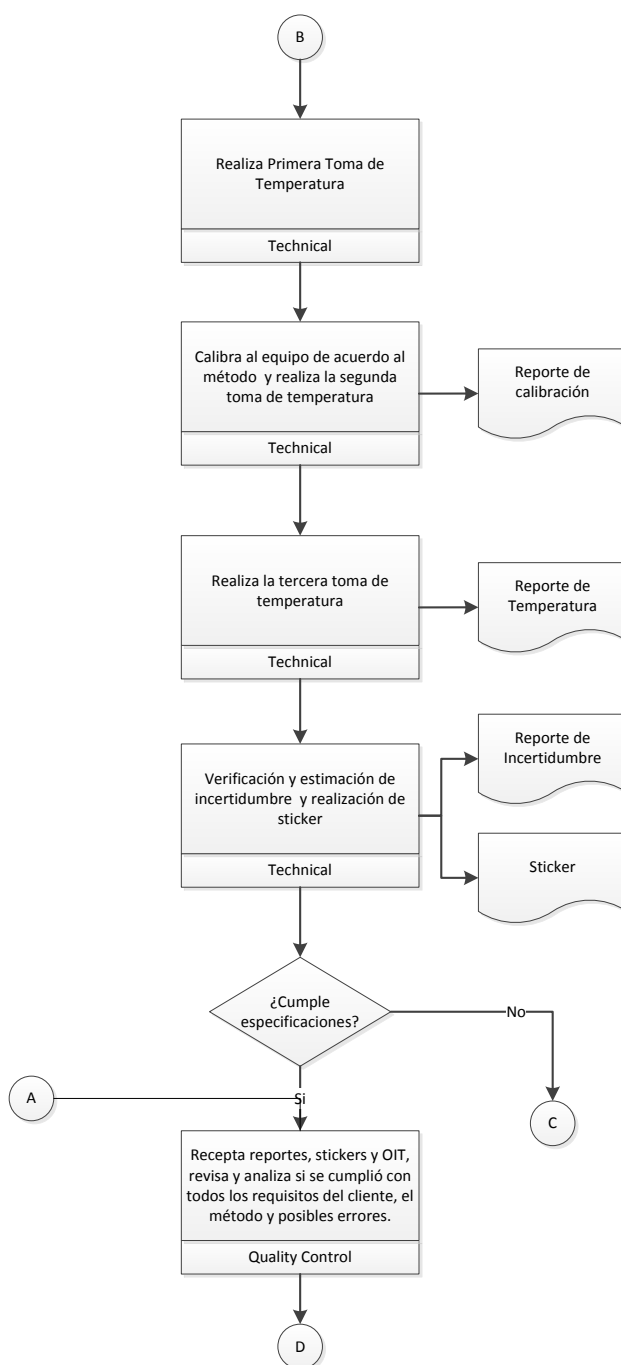 B
Realiza Primera Toma de
Temperatura
Technical
Calibra al equipo de acuerdo al
método y realiza la segunda
toma de temperatura
Technical
Reporte de
calibración
Realiza la tercera toma de
temperatura
Technical
Reporte de
Temperatura
Verificación y estimación de
incertidumbre y realización de
sticker
Technical
Reporte de
Incertidumbre
Sticker
¿Cumple
especificaciones?
No
A
Si
C
Recepta reportes, stickers y OIT,
revisa y analiza si se cumplió con
todos los requisitos del cliente, el
método y posibles errores.
Quality Control
D